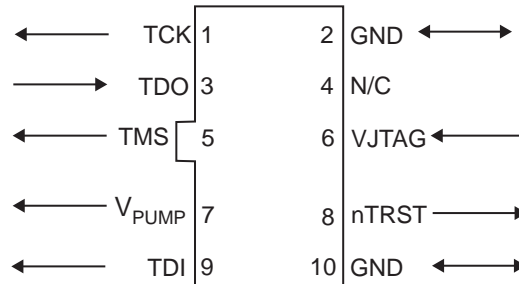 TCK 1 2 GND
TDO 3 4 N/C
TMS 5 6 VJTAG
VPUMP 7 8 nTRST
TDI 9 10 GND